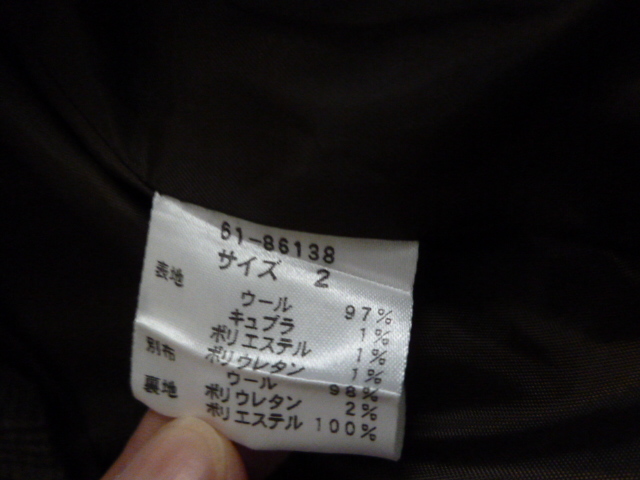 61-86138
サイズ 2
表地
ウール 97%
キュプラ 1%
ポリエステル 1%
ポリウレタン 1%
別布 ウール 98%
ポリウレタン 2%
裏地 ポリエステル 100%